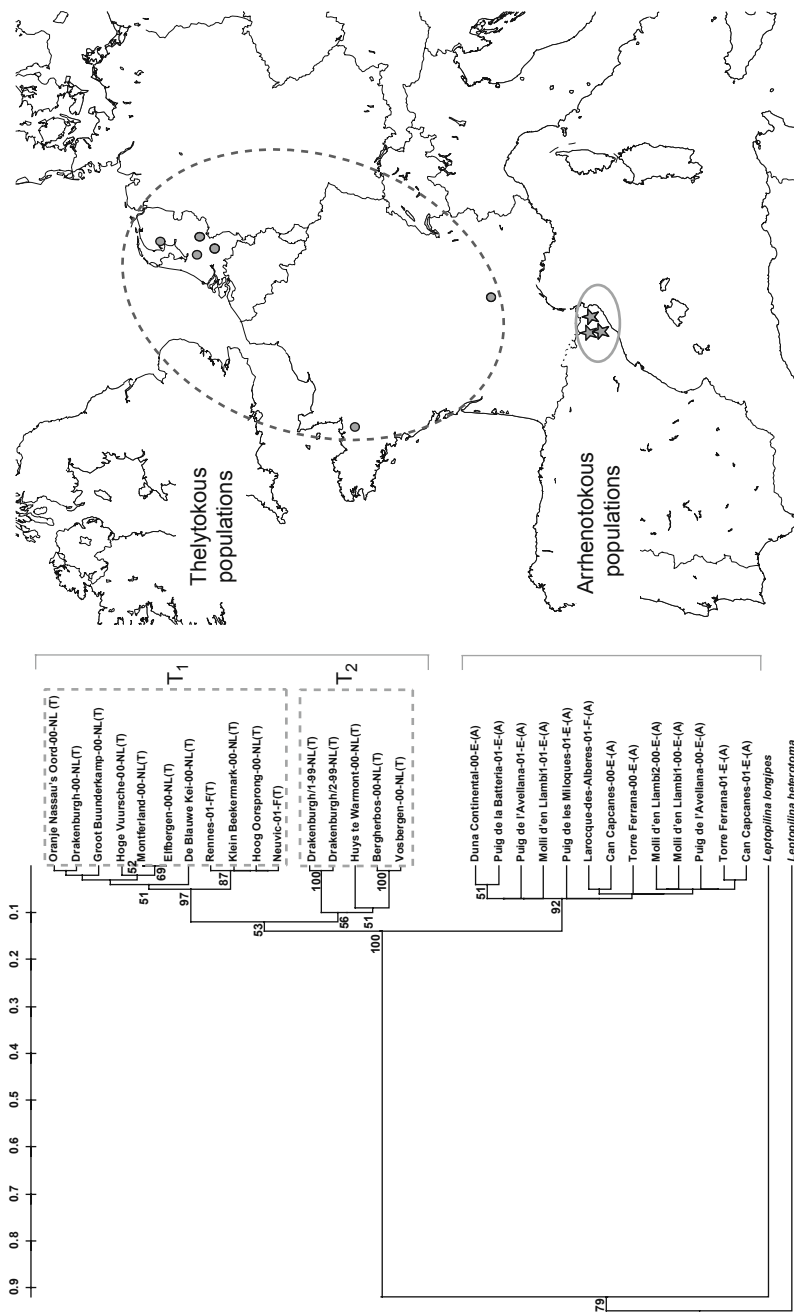 Thelytokous
populations
Arrhenotokous
populations
0.9
0.8
0.7
0.6
0.5
0.4
0.3
0.2
0.1
Oranje Nassau's Oord-00-NL (T)
Drakenburgh-00-NL(T)
Groot Buunderkamp-00-NL(T)
Hoge Vuursche-00-NL(T)
Montferland-00-NL(T)
Elfbergen-00-NL(T)
De Blauwe Kei-00-NL(T)
Rennes-01-F(T)
Klein Beekermark-00-NL(T)
Hoog Oorsprong-00-NL(T)
Neuvic-01-F(T)
T1
Drakenburgh/1-99-NL(T)
Drakenburgh/2-99-NL(T)
Huys te Warmont-00-NL(T)
Bergherbos-00-NL(T)
Vosbergen-00-NL(T)
T2
Duna Continental-00-E-(A)
Puig de la Batteria-01-E-(A)
Puig de l'Avellana-01-E-(A)
Molli d'en Llambi1-01-E-(A)
Puig de les Miloques-01-E-(A)
Larocque-des-Alberes-01-F-(A)
Can Capcanes-00-E-(A)
Torre Ferrana-00-E-(A)
Molli d'en Llambi2-00-E-(A)
Molli d'en Llambi1-00-E-(A)
Puig de l'Avellana-00-E-(A)
Torre Ferrana-01-E-(A)
Can Capcanes-01-E-(A)
Leptopilina longipes
Leptopilina heterotoma
52
69
51
97
87
53
100
56
51
100
100
51
92
79